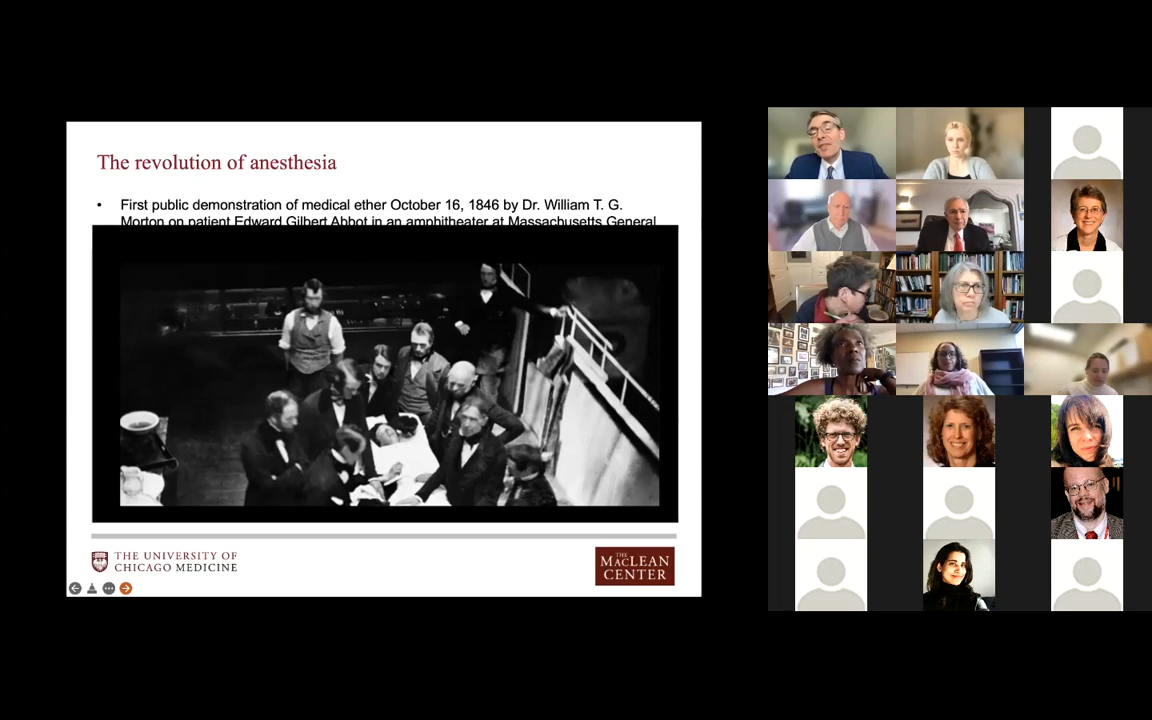 The revolution of anesthesia
• First public demonstration of medical ether October 16, 1846 by Dr. William T. G.
Morton on patient Edward Gilbert Abbot in an amphitheater at Massachusetts General
THE UNIVERSITY OF
CHICAGO MEDICINE
THE
MACLEAN
CENTER